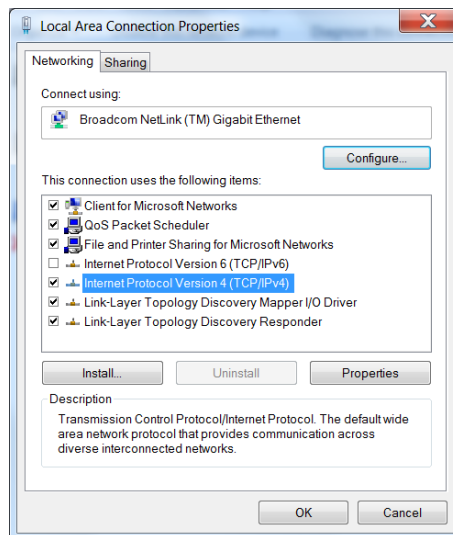 Local Area Connection Properties
Networking
Sharing
Connect using:
Broadcom NetLink (TM) Gigabit Ethernet
Configure...
This connection uses the following items:
Client for Microsoft Networks
QoS Packet Scheduler
File and Printer Sharing for Microsoft Networks
Internet Protocol Version 6 (TCP/IPv6)
Internet Protocol Version 4 (TCP/IPv4)
Link-Layer Topology Discovery Mapper I/O Driver
Link-Layer Topology Discovery Responder
Install...
Uninstall
Properties
Description
Transmission Control Protocol/Internet Protocol. The default wide
area network protocol that provides communication across
diverse interconnected networks.
OK
Cancel